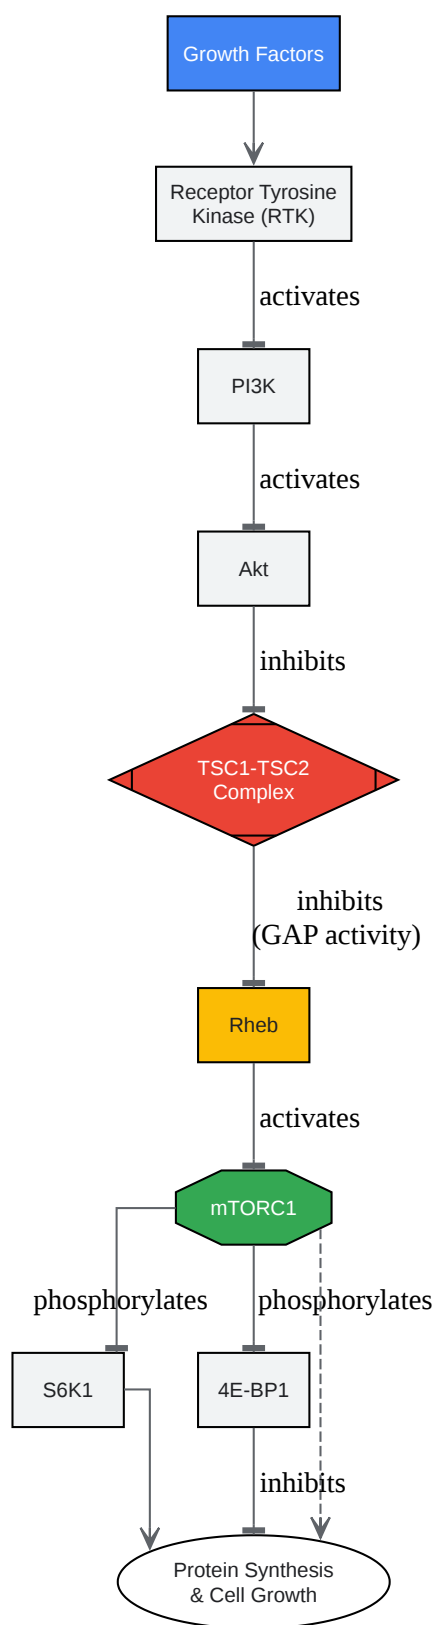 Growth Factors
Receptor Tyrosine
Kinase (RTK)
activates
PI3K
activates
Akt
inhibits
TSC1-TSC2
Complex
inhibits
(GAP activity)
Rheb
activates
mTORC1
phosphorylates
phosphorylates
S6K1
4E-BP1
inhibits
Protein Synthesis
& Cell Growth